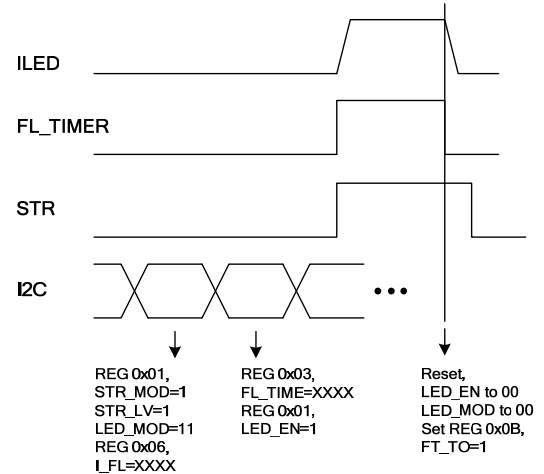 ILED
FL_TIMER
STR
I2C
REG 0x01,
STR_MOD=1
STR_LV=1
LED_MOD=11
REG 0x06,
I_FL=XXXX
REG 0x03,
FL_TIME=XXXX
REG 0x01,
LED_EN=1
Reset,
LED_EN to 00
LED_MOD to 00
Set REG 0x0B,
FT_TO=1